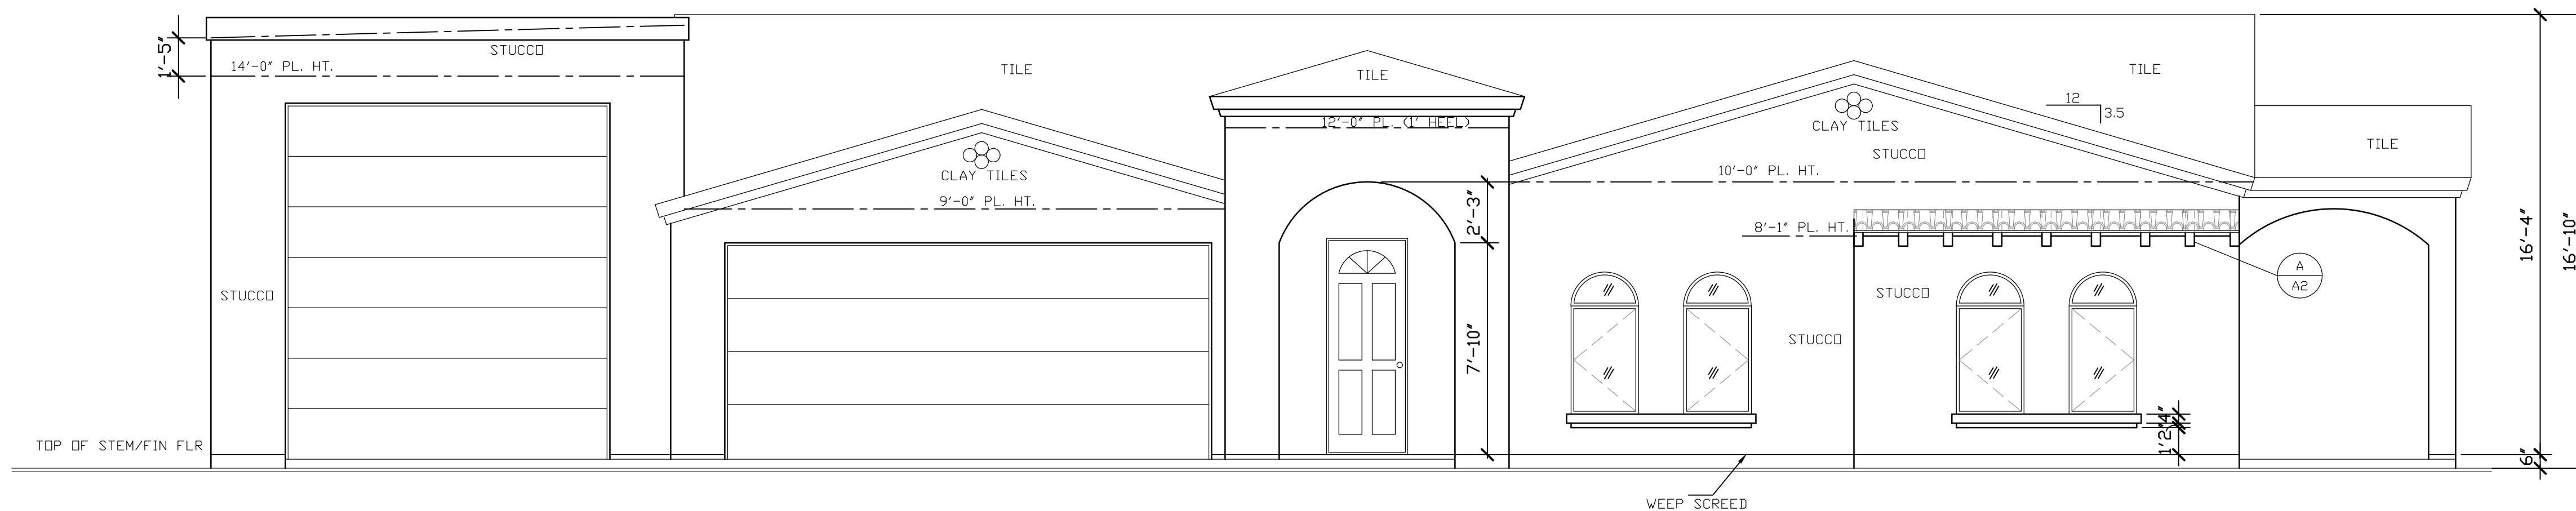 1'-5"
STUCCO
14'-0" PL. HT.
TILE
TILE
12'-0" PL. (1' HEEL)
TILE
12
3.5
CLAY TILES
STUCCO
TILE
CLAY TILES
10'-0" PL. HT.
9'-0" PL. HT.
2'-3"
8'-1" PL. HT.
16'-4"
16'-10"
A
A2
STUCCO
STUCCO
7'-10"
STUCCO
4"
2"
1'
TOP OF STEM/FIN FLR
6"
WEEP SCREED